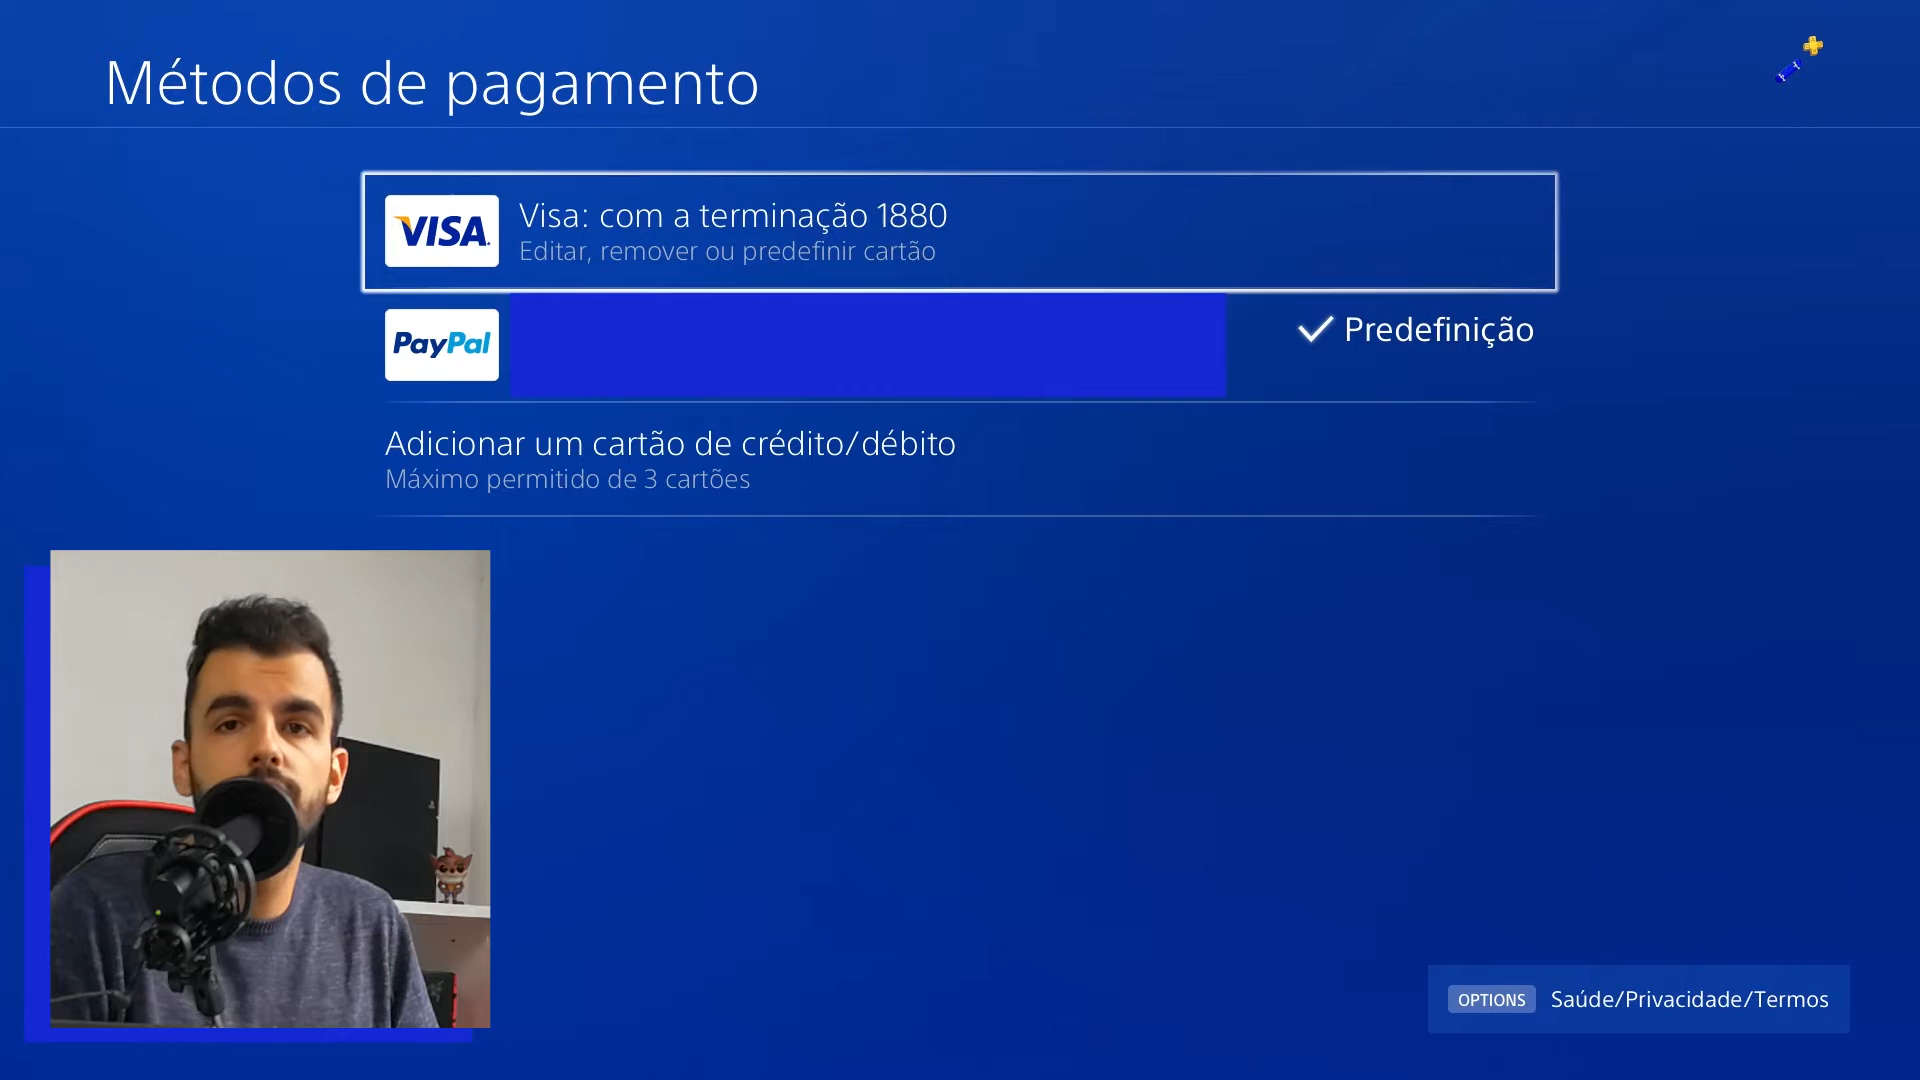 Métodos de pagamento
VISA
Visa: com a terminação 1880
Editar, remover ou predefinir cartão
PayPal
Predefinição
Adicionar um cartão de crédito/débito
Máximo permitido de 3 cartões
OPTIONS Saúde/Privacidade/Termos